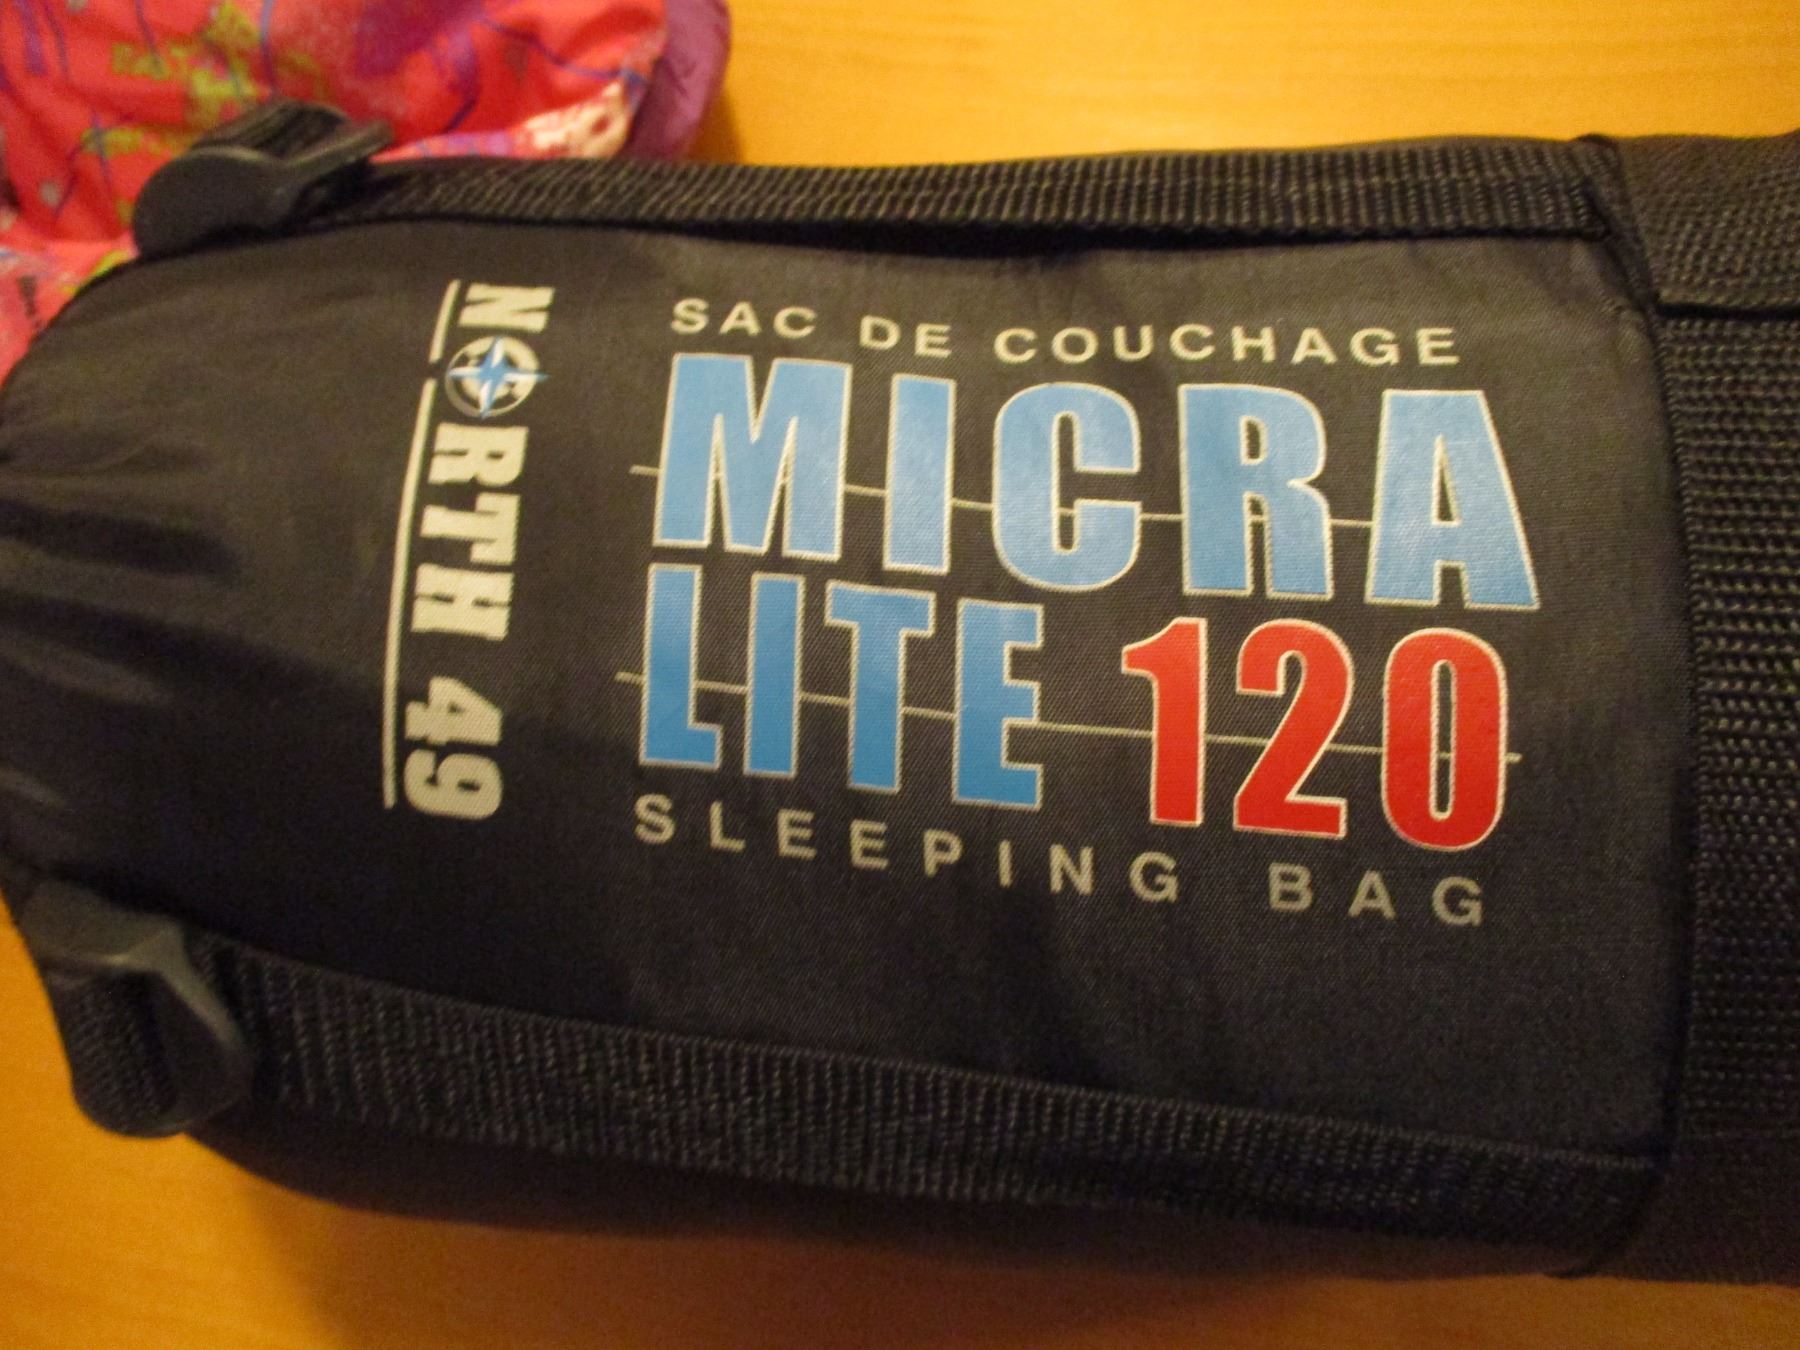 NORTH 49
SAC DE COUCHAGE
MICRA
LITE 120
SLEEPING BAG